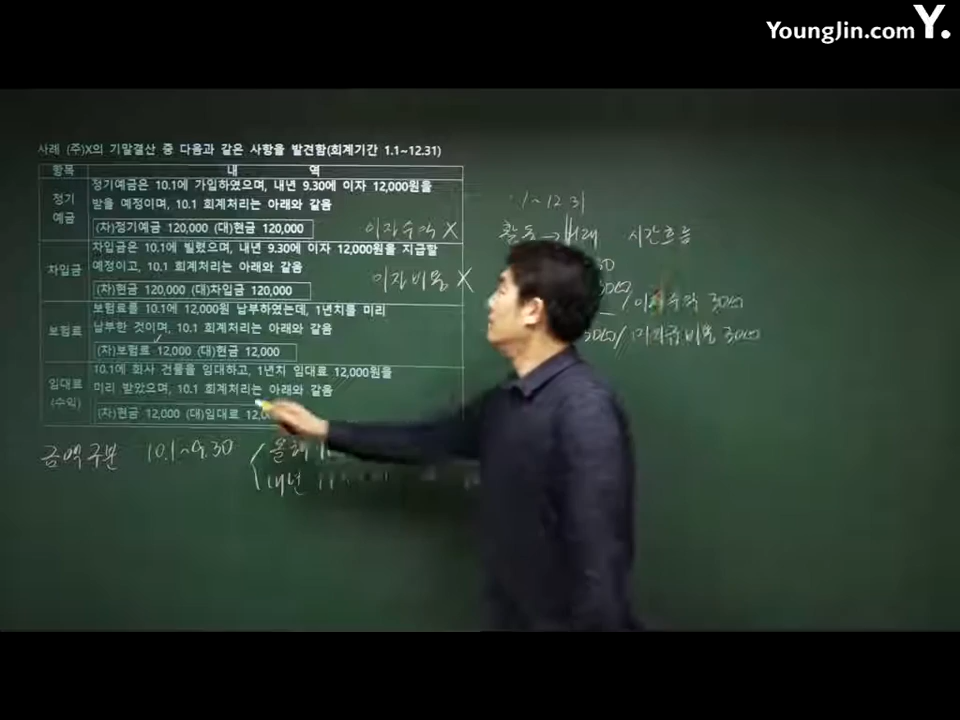 YoungJin.com Y.
사례 (주)X의 기말결산 중 다음과 같은 사항을 발견함(회계기간 1.1~12.31)
항목 내 역
정기예금은 10.1에 가입하였으며, 내년 9.30에 이자 12,000원을
정기
예금
받을 예정이며, 10.1 회계처리는 아래와 같음
(차)정기예금 120,000 (대)현금 120,000
이자수익 X
차입금은 10.1에 빌렸으며, 내년 9.30에 이자 12,000원을 지급할
차입금
예정이고, 10.1 회계처리는 아래와 같음
(차)현금 120,000 (대)차입금 120,000
이자비용 X
보험료를 10.1에 12,000원 납부하였는데, 1년치를 미리
보험료
납부한 것이며, 10.1 회계처리는 아래와 같음
(차)보험료 12,000 (대)현금 12,000
10.1에 회사 건물을 임대하고, 1년치 임대료 12,000원을
임대료
(수익)
미리 받았으며, 10.1 회계처리는 아래와 같음
(차)현금 12,000 (대)임대료
금액구분 10.1~9.30
올해
내년
1~12.31
활동→거래 시간흐름
이자수익 3000
미지급비용 3000